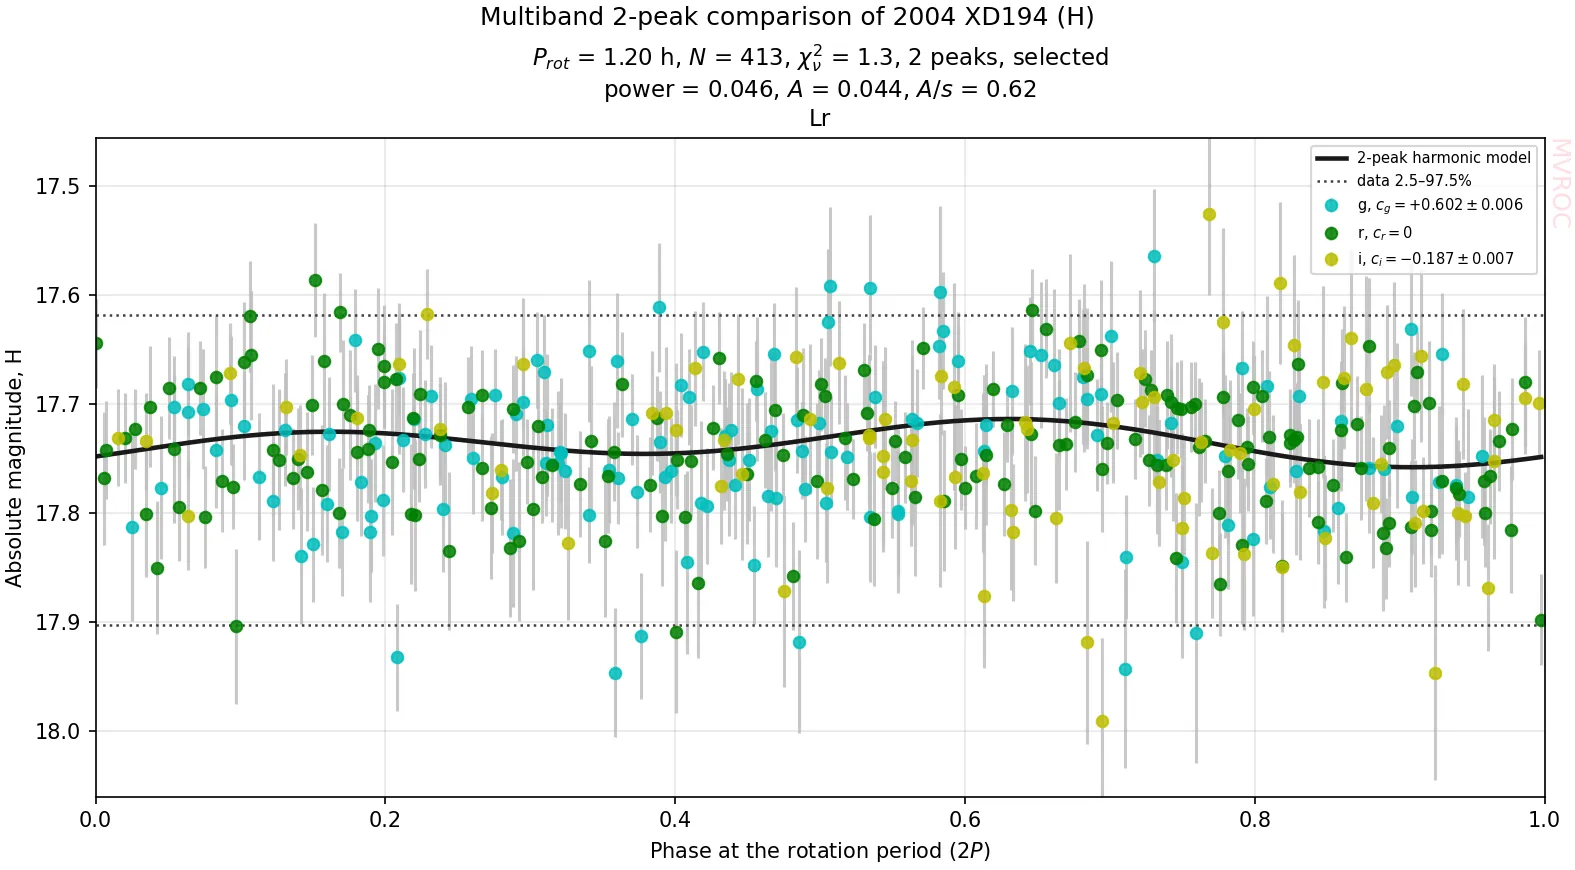 Multiband 2-peak comparison of 2004 XD194 (H)
P_rot = 1.20 h, N = 413, χ²_ν = 1.3, 2 peaks, selected
power = 0.046, A = 0.044, A/s = 0.62
Lr
MVROC
2-peak harmonic model
data 2.5–97.5%
g, c_g = +0.602 ± 0.006
r, c_r = 0
i, c_i = −0.187 ± 0.007
Absolute magnitude, H
17.5
17.6
17.7
17.8
17.9
18.0
0.0 0.2 0.4 0.6 0.8 1.0
Phase at the rotation period (2P)